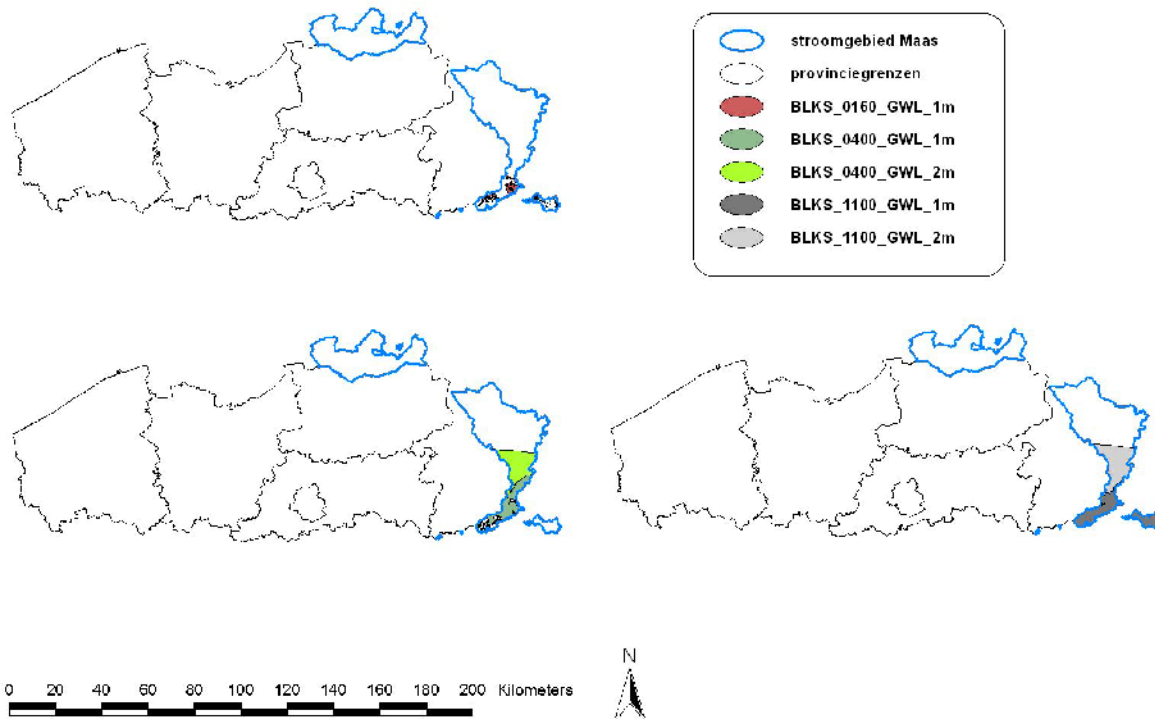 stroomgebied Maas
provinciegrenzen
BLKS_0160_GWL_1m
BLKS_0400_GWL_1m
BLKS_0400_GWL_2m
BLKS_1100_GWL_1m
BLKS_1100_GWL_2m
N
0 20 40 60 80 100 120 140 160 180 200 Kilometers